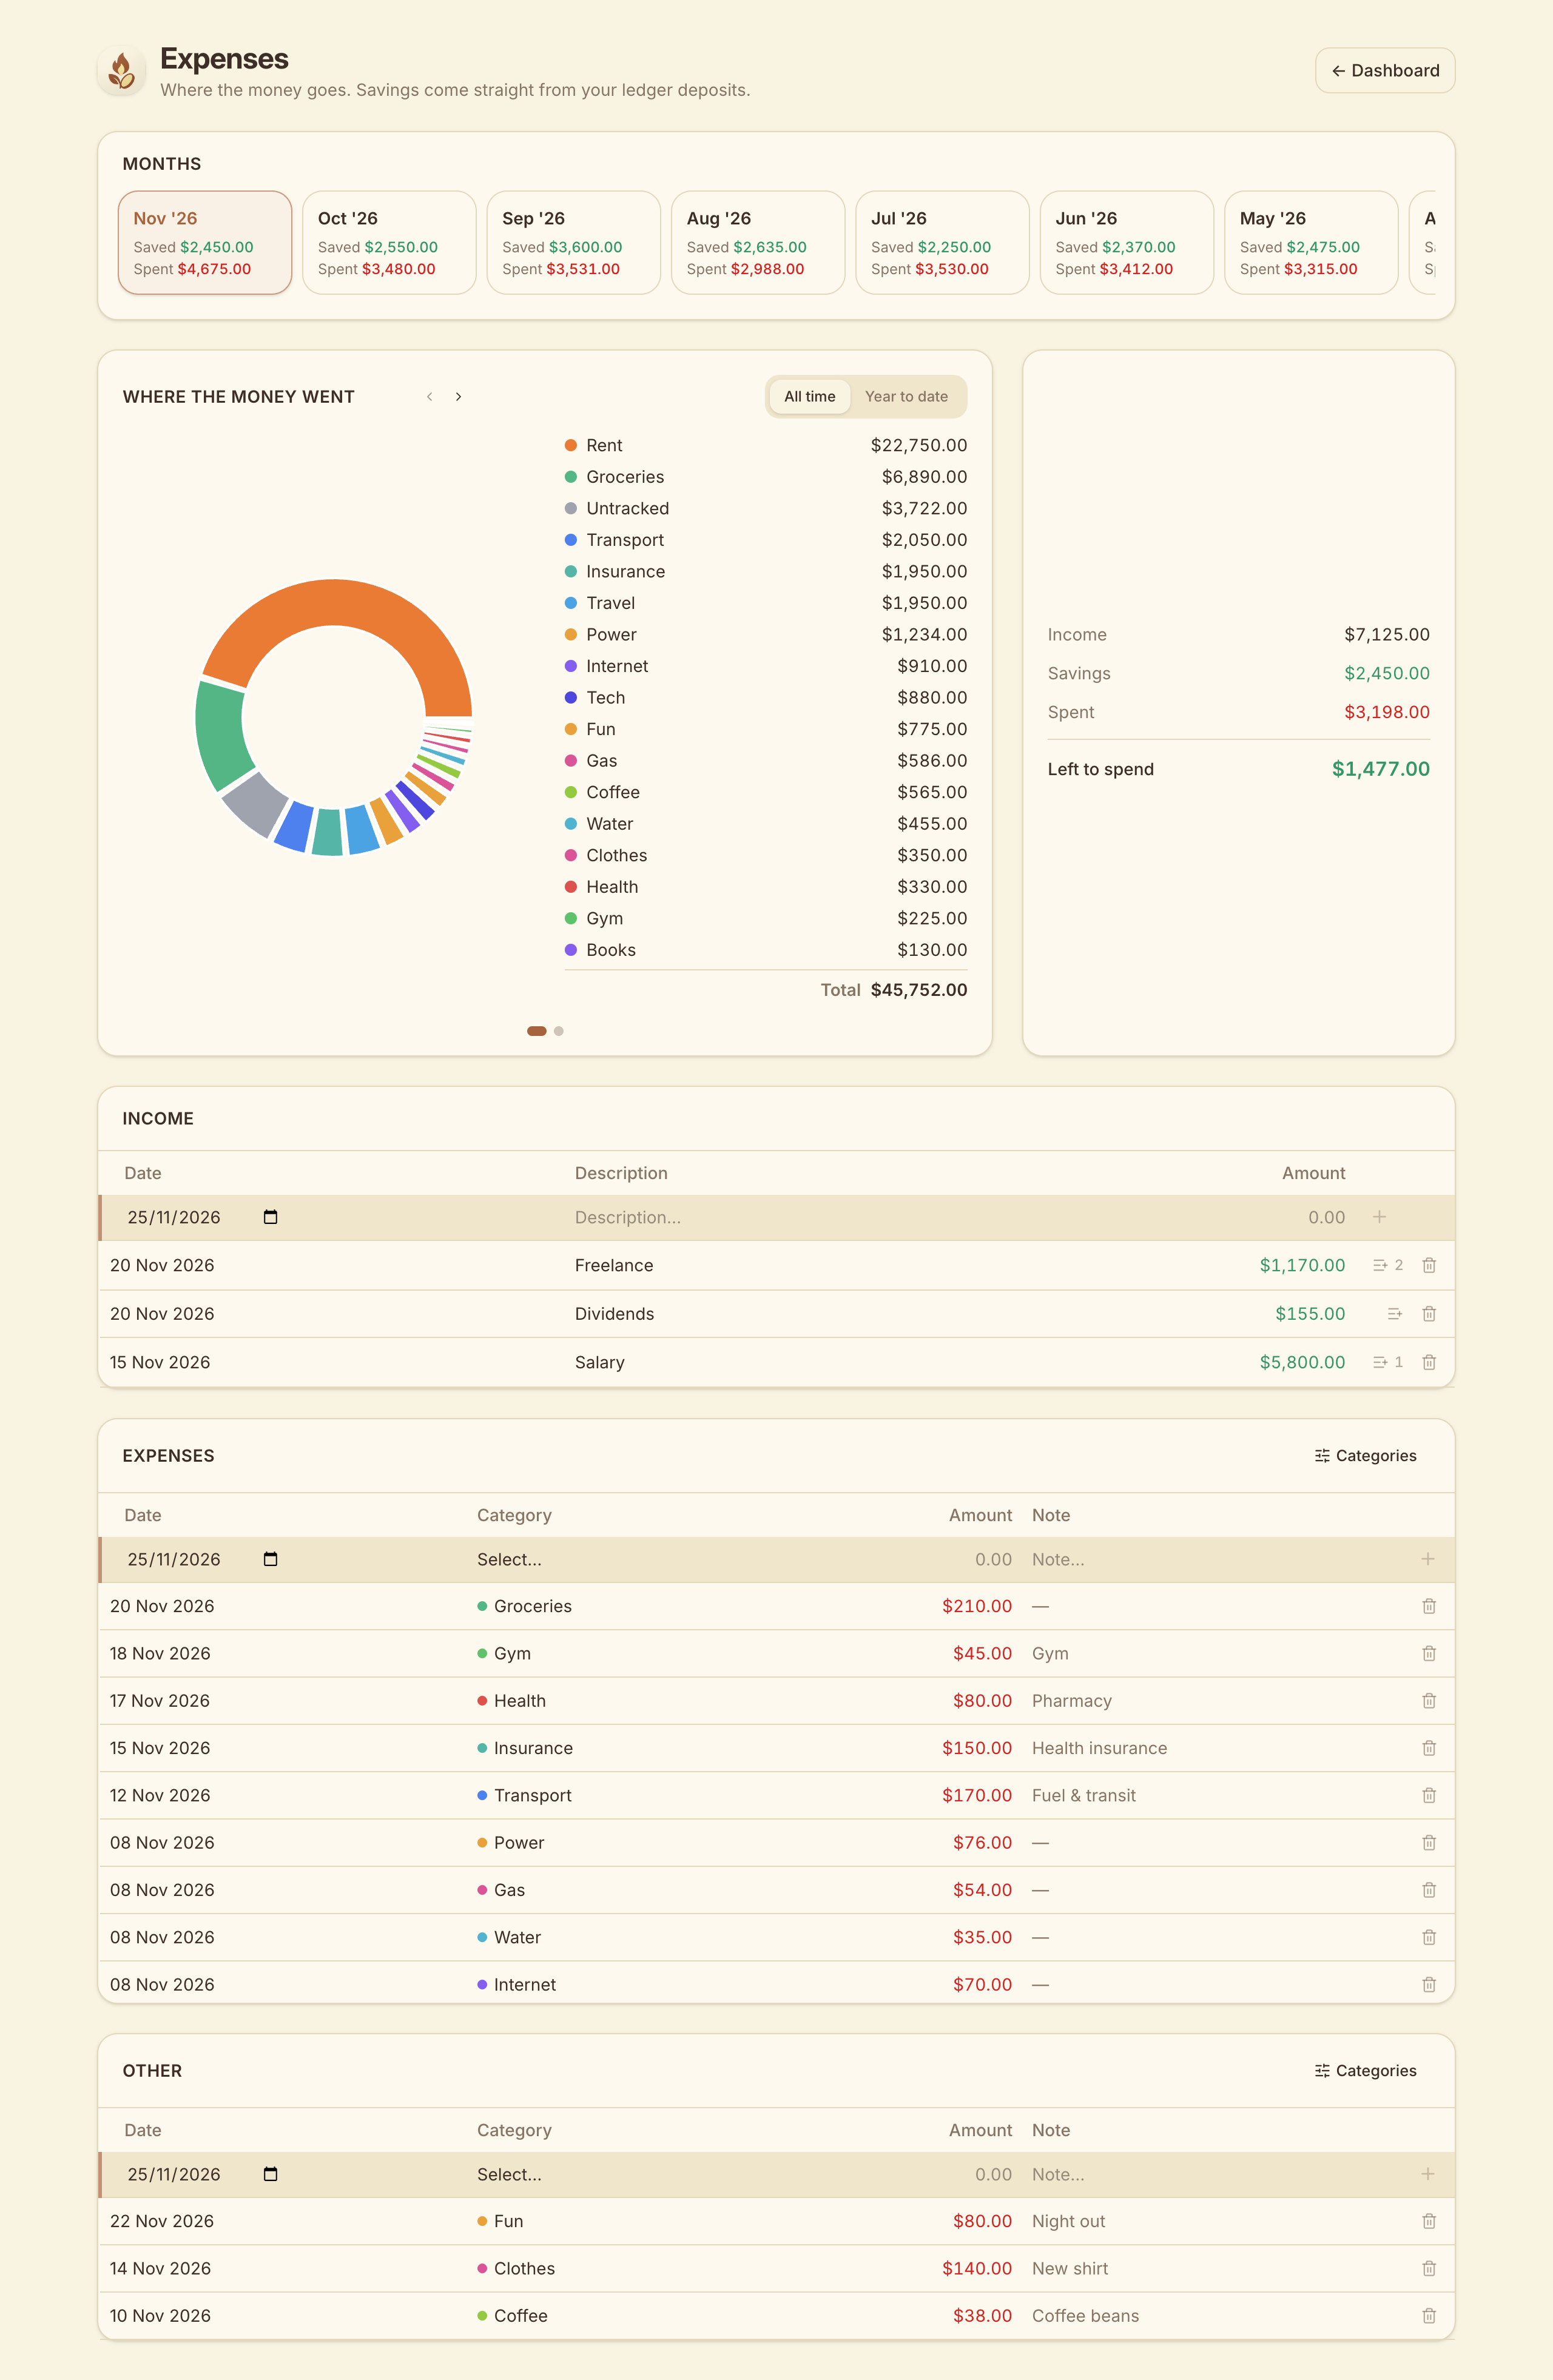 Expenses
Where the money goes. Savings come straight from your ledger deposits.
← Dashboard
MONTHS
Nov '26
Saved $2,450.00
Spent $4,675.00
Oct '26
Saved $2,550.00
Spent $3,480.00
Sep '26
Saved $3,600.00
Spent $3,531.00
Aug '26
Saved $2,635.00
Spent $2,988.00
Jul '26
Saved $2,250.00
Spent $3,530.00
Jun '26
Saved $2,370.00
Spent $3,412.00
May '26
Saved $2,475.00
Spent $3,315.00
WHERE THE MONEY WENT
All time Year to date
Rent $22,750.00
Groceries $6,890.00
Untracked $3,722.00
Transport $2,050.00
Insurance $1,950.00
Travel $1,950.00
Power $1,234.00
Internet $910.00
Tech $880.00
Fun $775.00
Gas $586.00
Coffee $565.00
Water $455.00
Clothes $350.00
Health $330.00
Gym $225.00
Books $130.00
Total $45,752.00
Income $7,125.00
Savings $2,450.00
Spent $3,198.00
Left to spend $1,477.00
INCOME
Date Description Amount
25/11/2026 Description... 0.00 +
20 Nov 2026 Freelance $1,170.00 2
20 Nov 2026 Dividends $155.00
15 Nov 2026 Salary $5,800.00 1
EXPENSES Categories
Date Category Amount Note
25/11/2026 Select... 0.00 Note... +
20 Nov 2026 Groceries $210.00 —
18 Nov 2026 Gym $45.00 Gym
17 Nov 2026 Health $80.00 Pharmacy
15 Nov 2026 Insurance $150.00 Health insurance
12 Nov 2026 Transport $170.00 Fuel & transit
08 Nov 2026 Power $76.00 —
08 Nov 2026 Gas $54.00 —
08 Nov 2026 Water $35.00 —
08 Nov 2026 Internet $70.00 —
OTHER Categories
Date Category Amount Note
25/11/2026 Select... 0.00 Note... +
22 Nov 2026 Fun $80.00 Night out
14 Nov 2026 Clothes $140.00 New shirt
10 Nov 2026 Coffee $38.00 Coffee beans